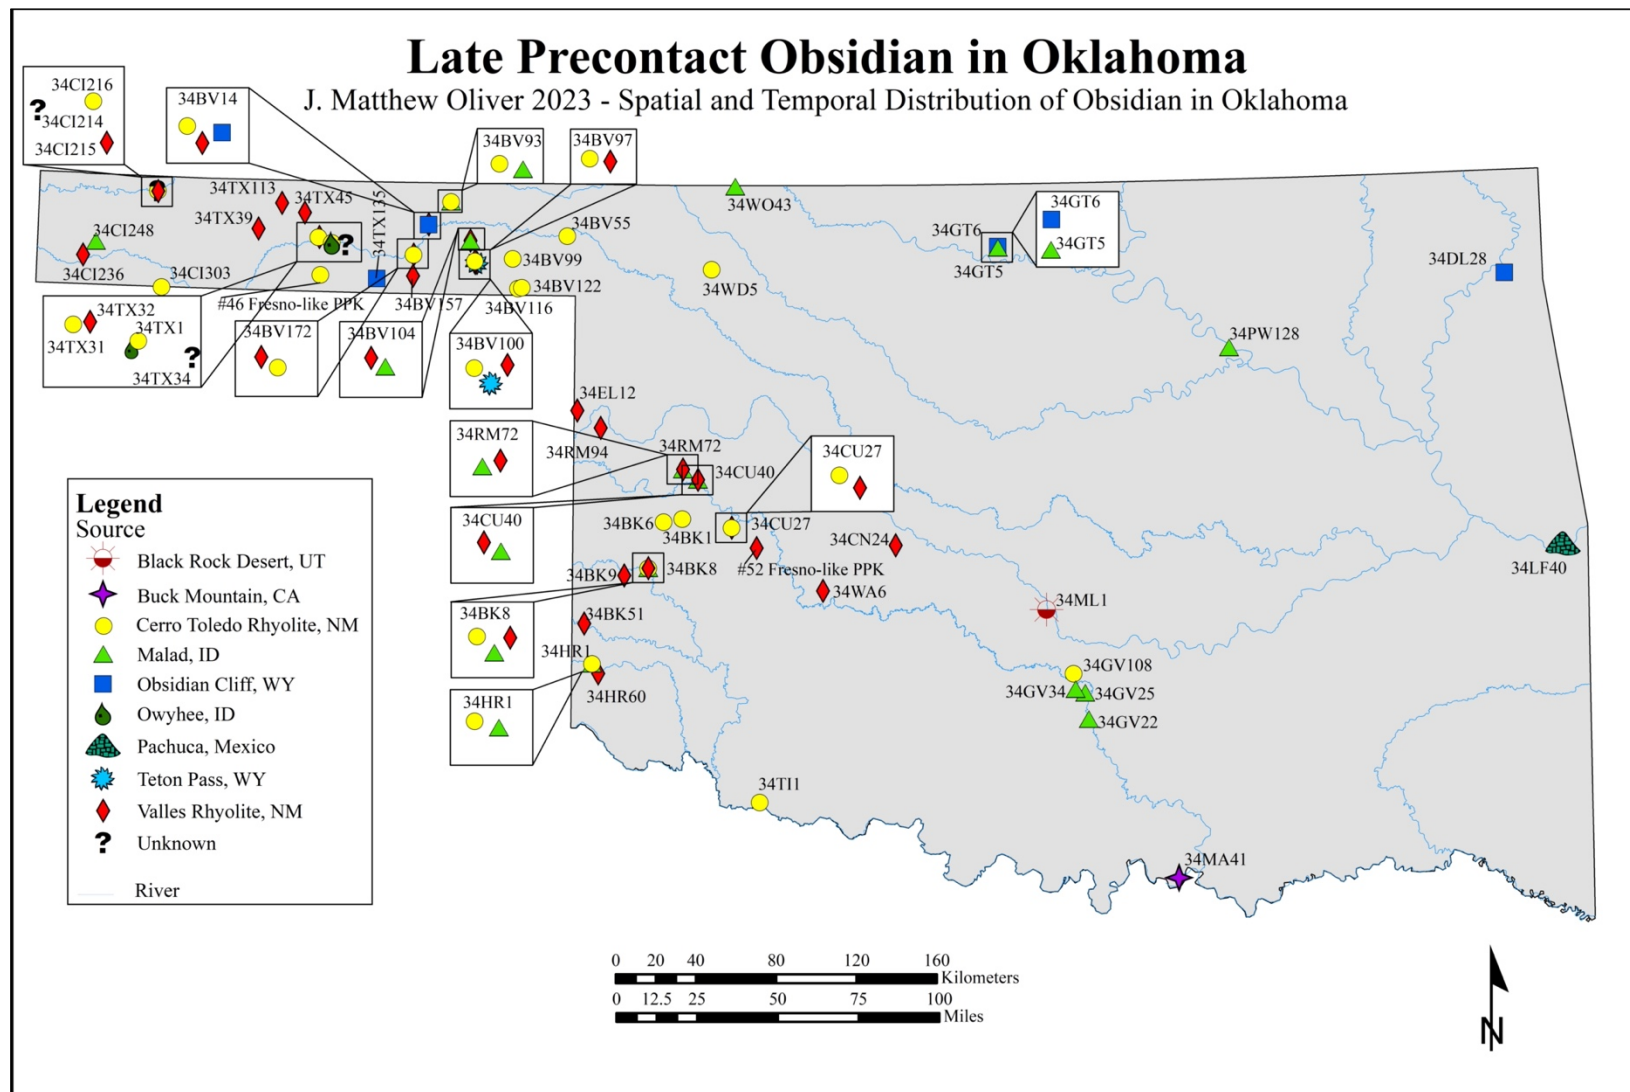 Late Precontact Obsidian in Oklahoma
J. Matthew Oliver 2023 - Spatial and Temporal Distribution of Obsidian in Oklahoma
34CI216
?
34CI214
34CI215
34BV14
34BV93
34BV97
34TX113
34TX45
34TX39
34TX135
?
34CI248
34CI236
34CI303
#46 Fresno-like PPK
34BV157
34BV55
34BV99
34BV122
34BV116
34WO43
34WD5
34GT6
34GT5
34GT6
34GT5
34DL28
34PW128
34TX32
34TX1
34TX31
?
34TX34
34BV172
34BV104
34BV100
34EL12
34RM94
34RM72
34RM72
34CU40
34CU27
34CU40
34BK6
34BK1
34CU27
34CN24
#52 Fresno-like PPK
34BK9
34BK8
34WA6
34LF40
34BK8
34BK51
34ML1
34HR1
34HR60
34HR1
34GV108
34GV34
34GV25
34GV22
34TI1
34MA41
Legend
Source
Black Rock Desert, UT
Buck Mountain, CA
Cerro Toledo Rhyolite, NM
Malad, ID
Obsidian Cliff, WY
Owyhee, ID
Pachuca, Mexico
Teton Pass, WY
Valles Rhyolite, NM
? Unknown
River
0 20 40 80 120 160
Kilometers
0 12.5 25 50 75 100
Miles
N